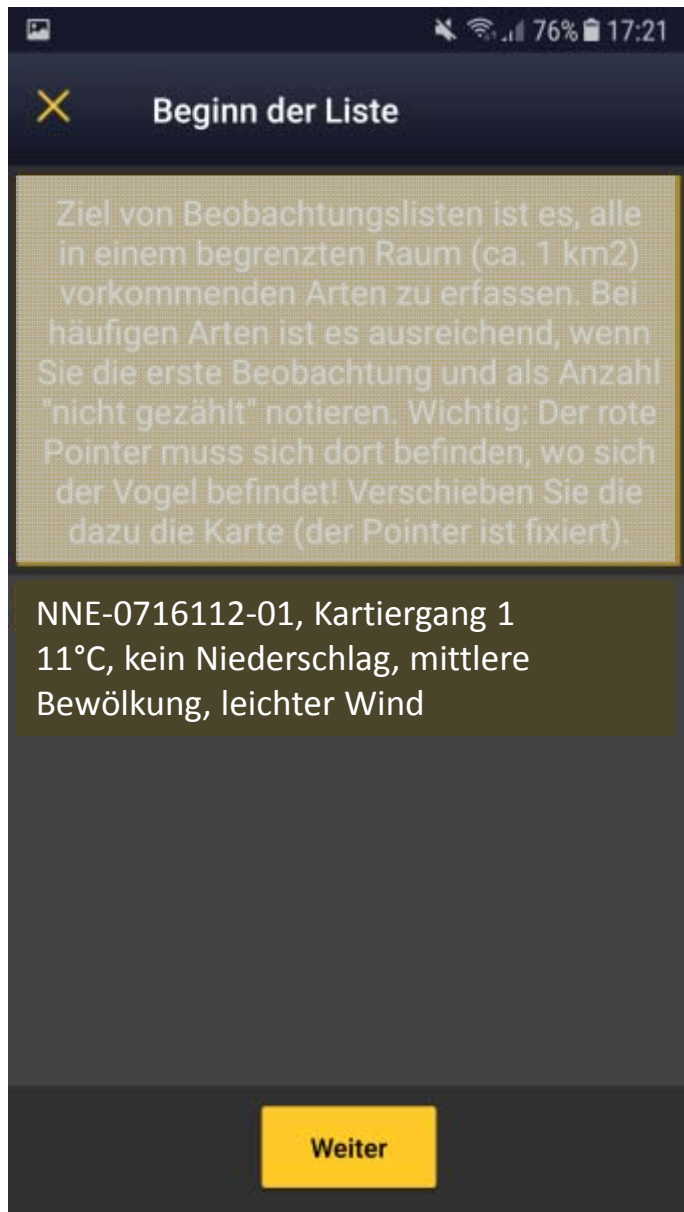 76% 17:21
Beginn der Liste
Ziel von Beobachtungslisten ist es, alle
in einem begrenzten Raum (ca. 1 km2)
vorkommenden Arten zu erfassen. Bei
häufigen Arten ist es ausreichend, wenn
Sie die erste Beobachtung und als Anzahl
"nicht gezählt" notieren. Wichtig: Der rote
Pointer muss sich dort befinden, wo sich
der Vogel befindet! Verschieben Sie die
dazu die Karte (der Pointer ist fixiert).
NNE-0716112-01, Kartiergang 1
11°C, kein Niederschlag, mittlere
Bewölkung, leichter Wind
Weiter